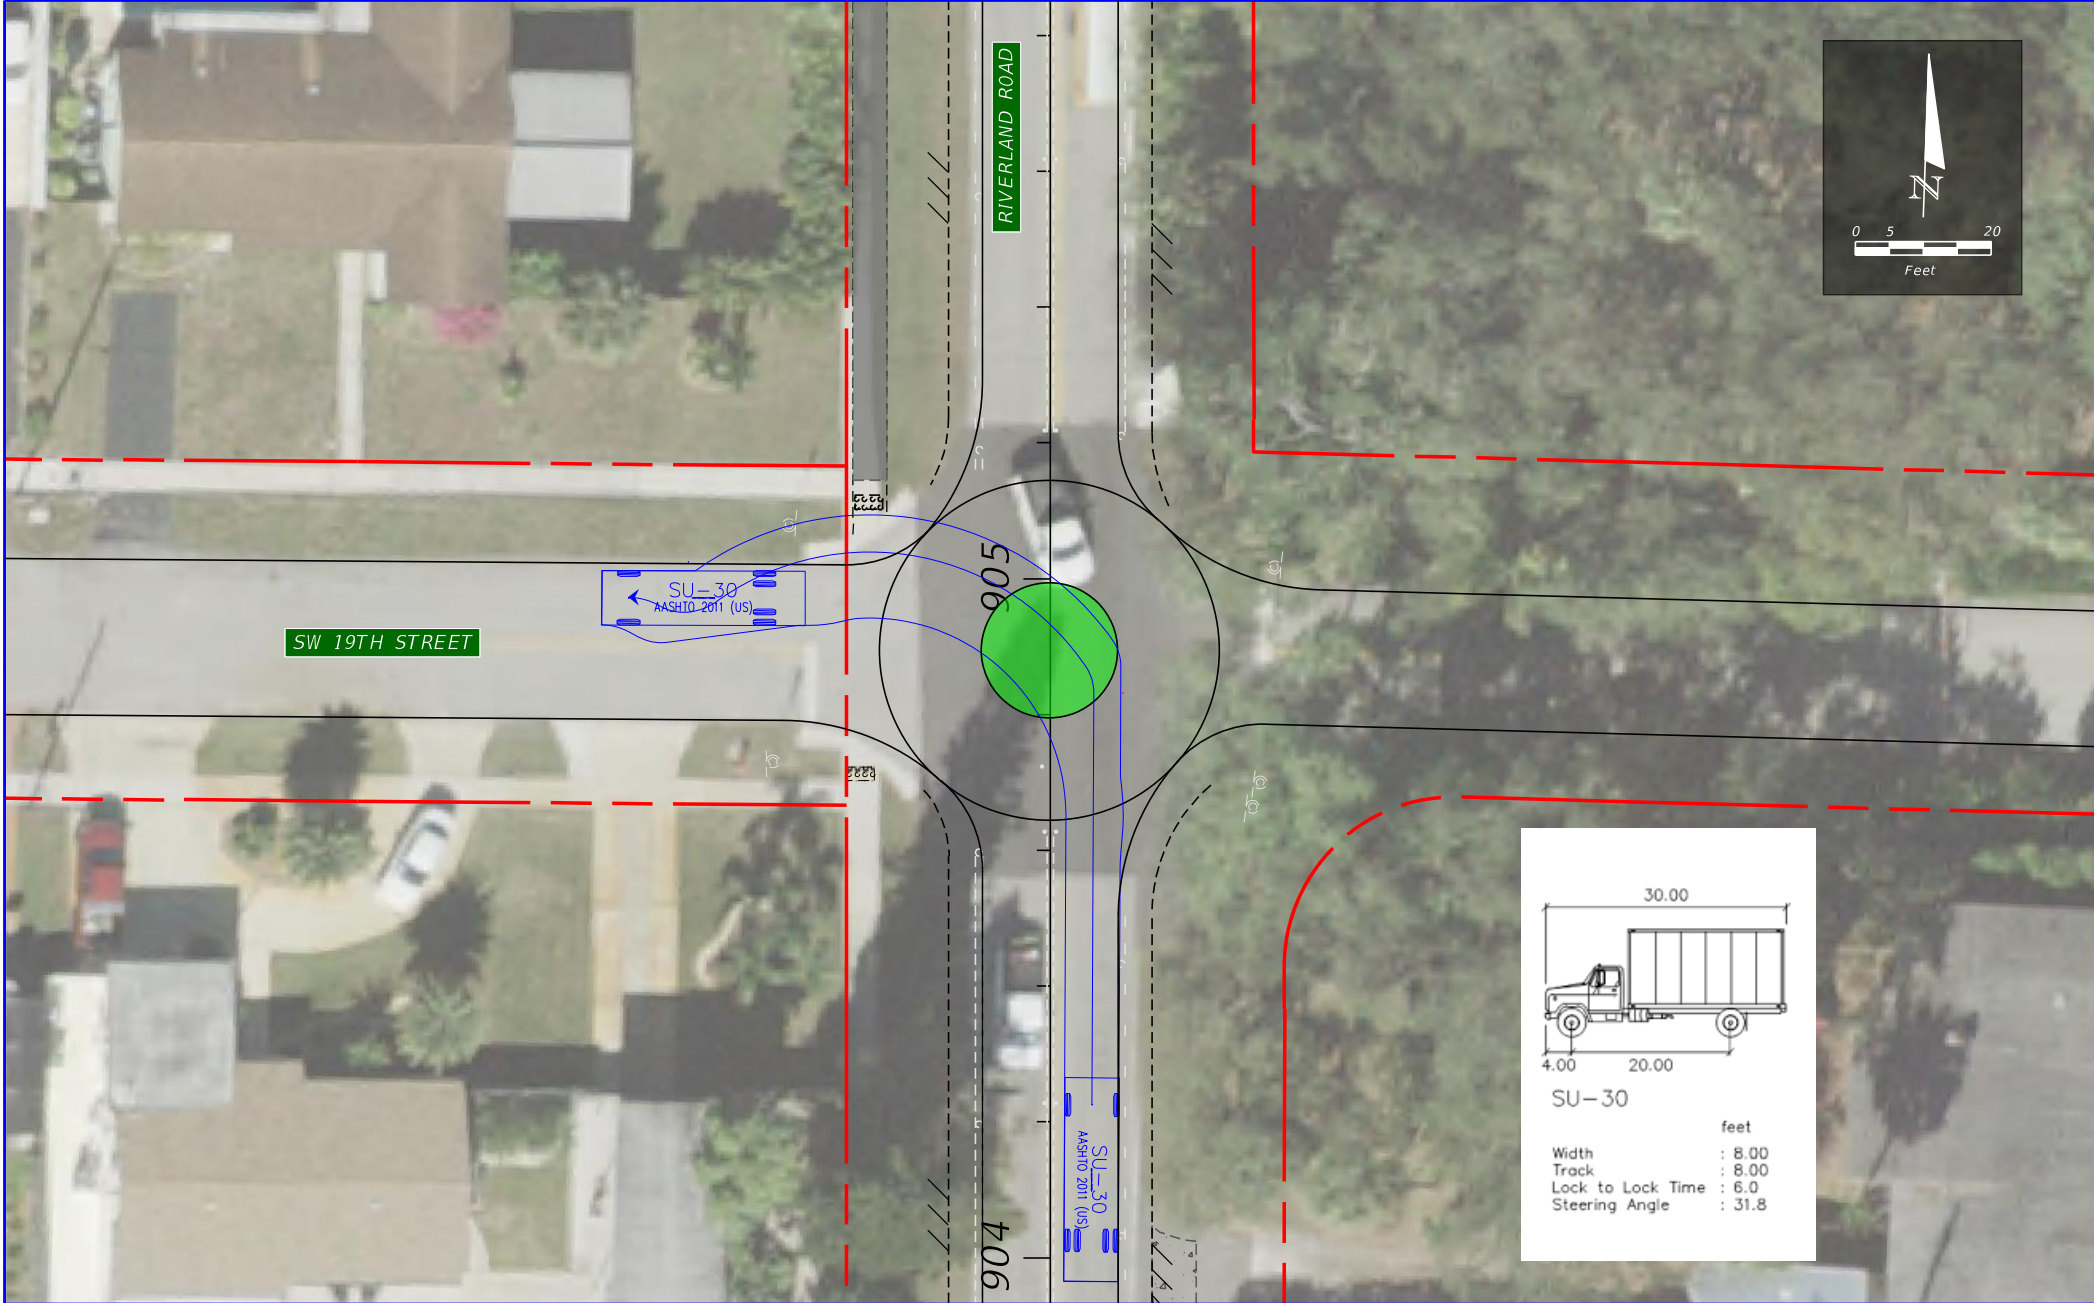 RIVERLAND ROAD
N
0 5 20
Feet
905
SU-30
AASHTO 2011 (US)
SW 19TH STREET
30.00
4.00 20.00
SU-30
feet
Width : 8.00
Track : 8.00
Lock to Lock Time : 6.0
Steering Angle : 31.8
SU-30
AASHTO 2011 (US)
904